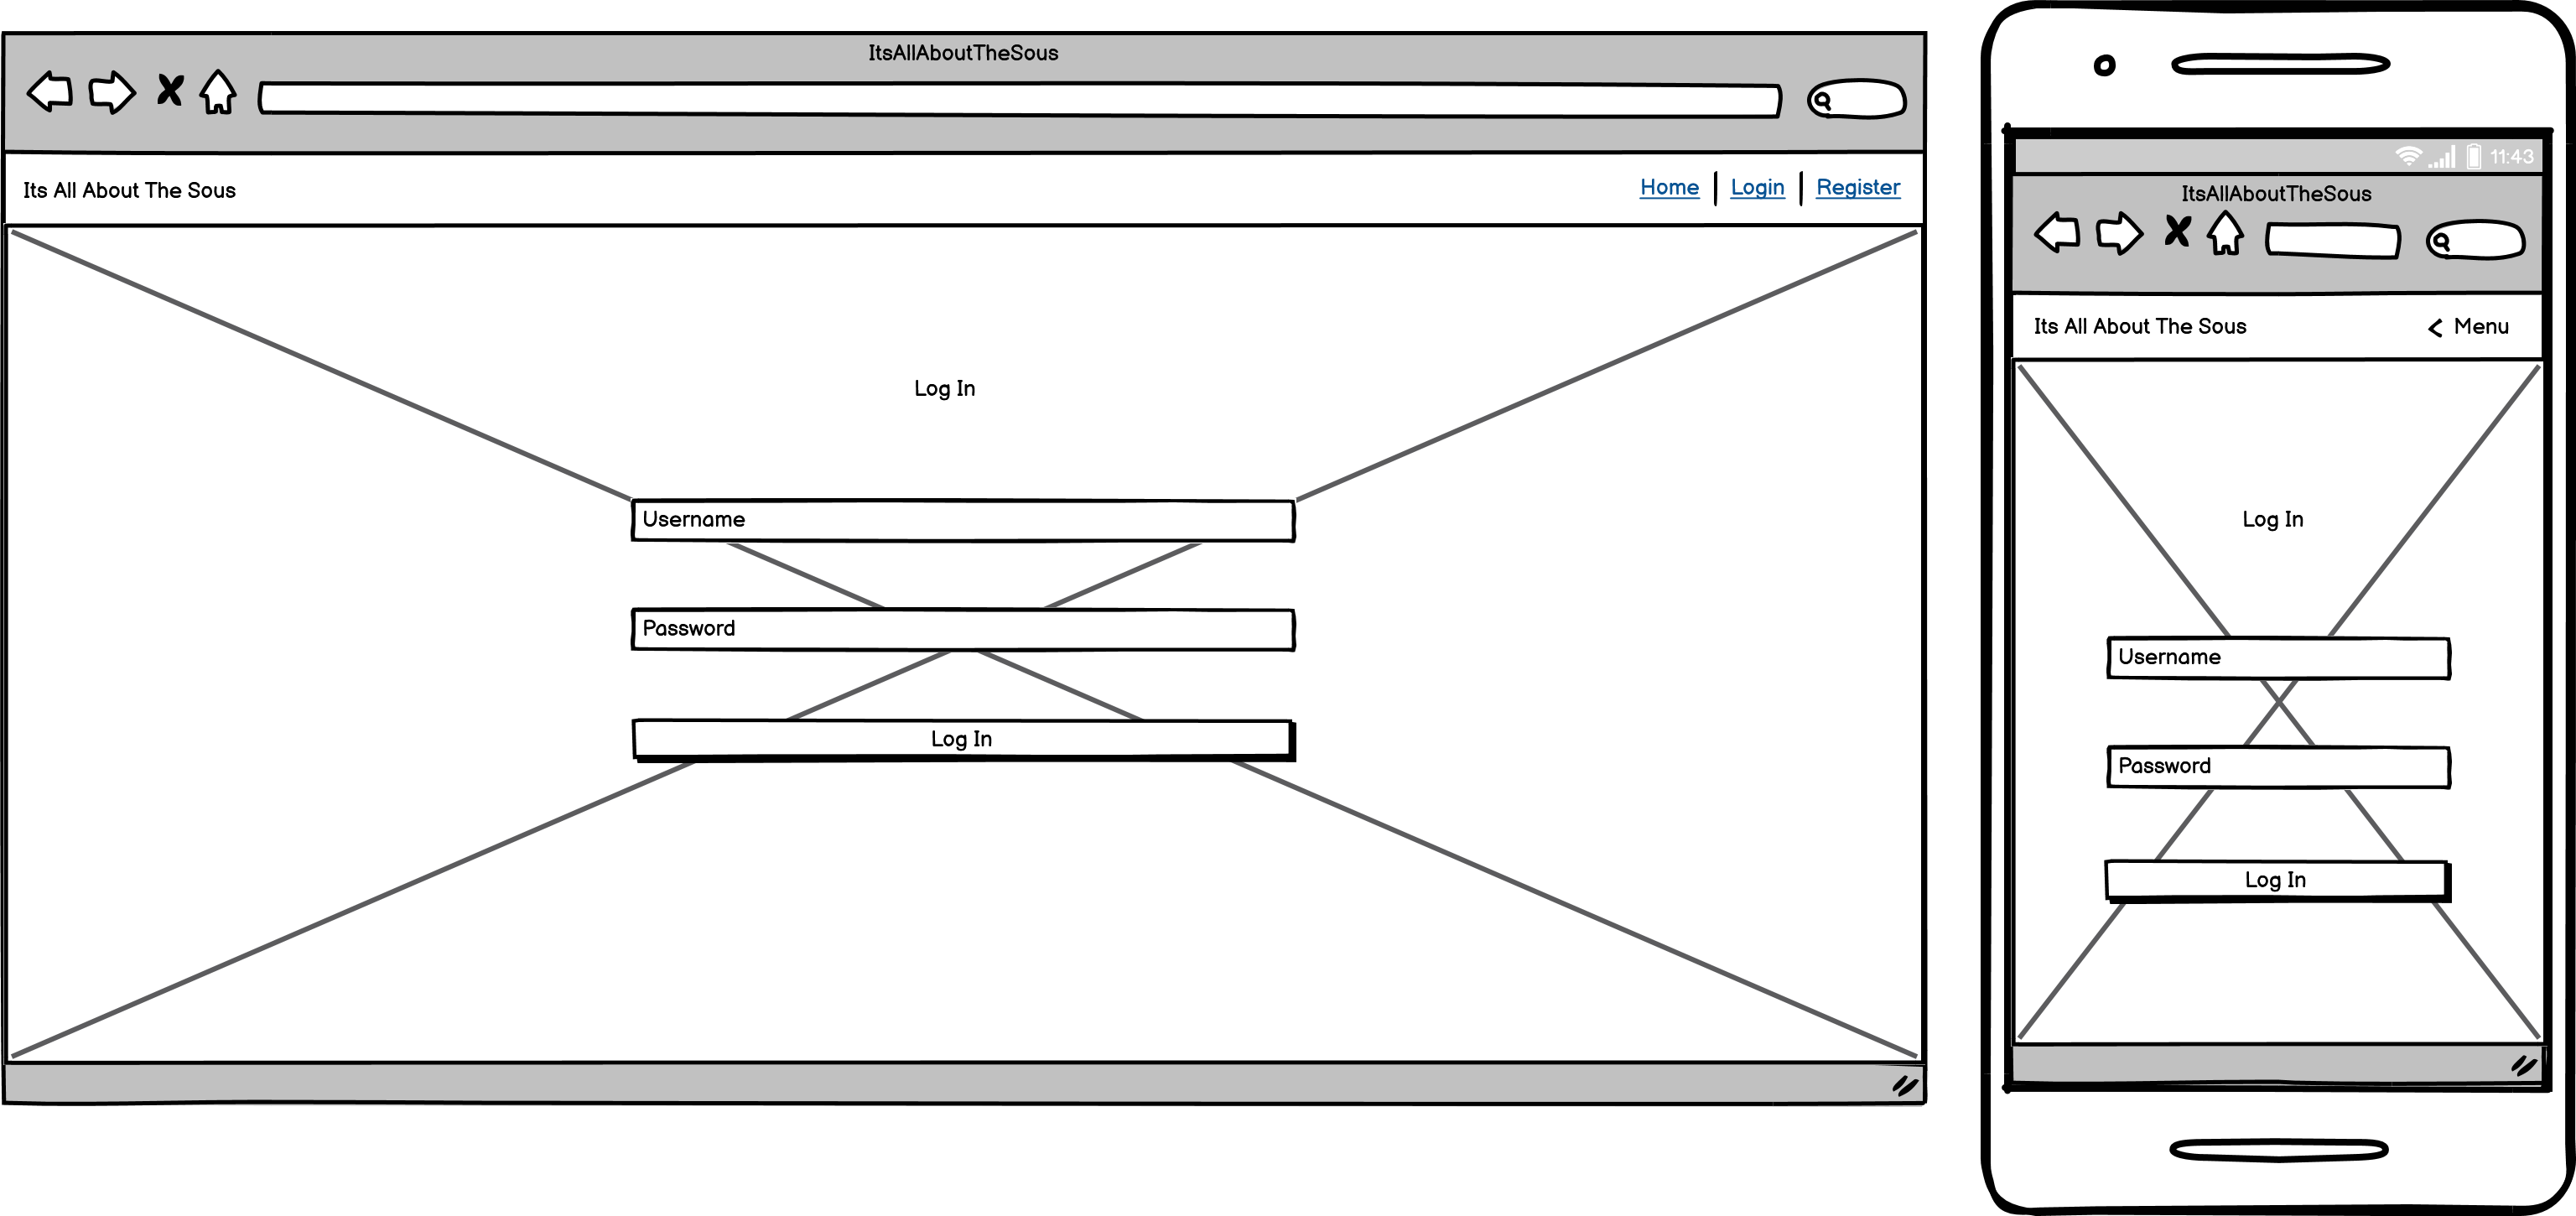 ItsAllAboutTheSous
Its All About The Sous
Home | Login | Register
Log In
Username
Password
Log In
11:43
ItsAllAboutTheSous
Its All About The Sous
< Menu
Log In
Username
Password
Log In